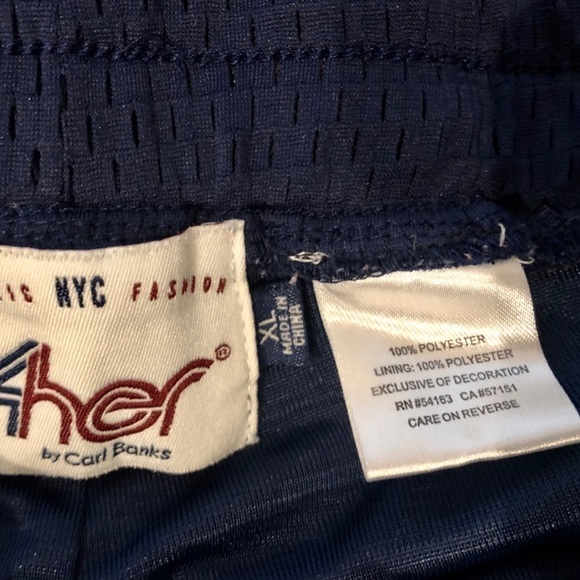 NYC FASHION
4her®
by Carl Banks
XL
MADE IN
CHINA
100% POLYESTER
LINING: 100% POLYESTER
EXCLUSIVE OF DECORATION
RN #54163 CA#57151
CARE ON REVERSE